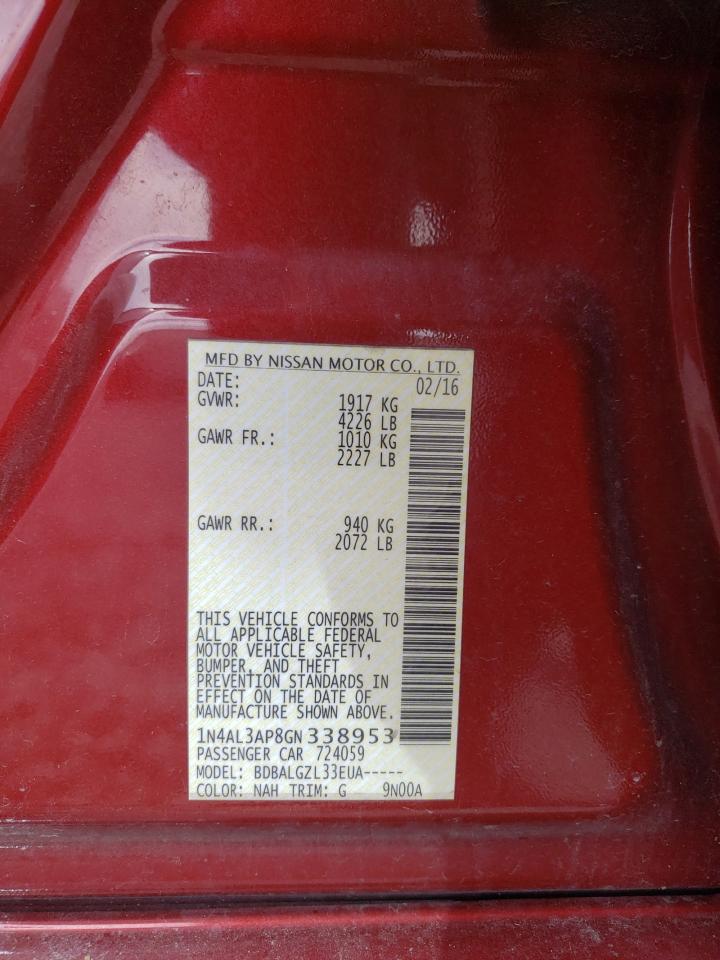 MFD BY NISSAN MOTOR CO., LTD.
DATE: 02/16
GVWR: 1917 KG
4226 LB
GAWR FR.: 1010 KG
2227 LB
GAWR RR.: 940 KG
2072 LB
THIS VEHICLE CONFORMS TO
ALL APPLICABLE FEDERAL
MOTOR VEHICLE SAFETY,
BUMPER, AND THEFT
PREVENTION STANDARDS IN
EFFECT ON THE DATE OF
MANUFACTURE SHOWN ABOVE.
1N4AL3AP8GN338953
PASSENGER CAR 724059
MODEL: BDBALGZL33EUA-----
COLOR: NAH TRIM: G 9N00A